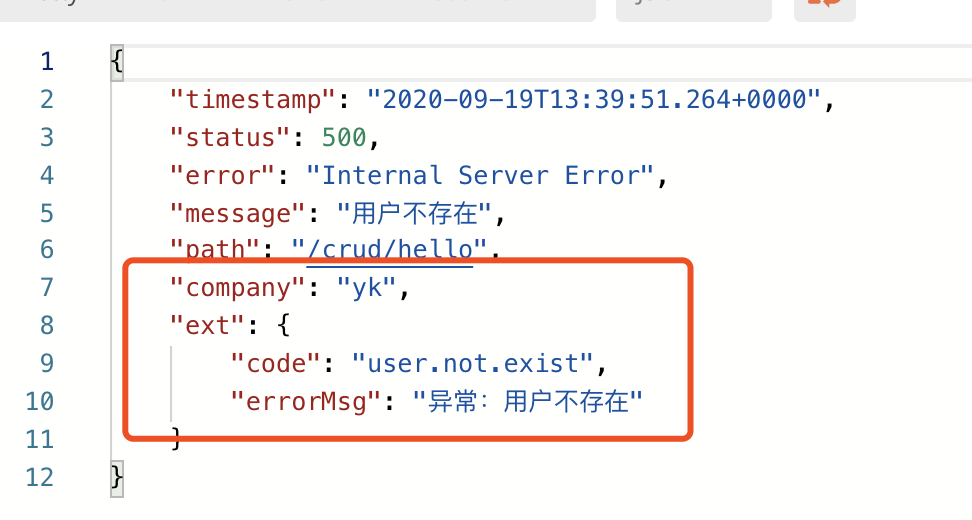 1 {
2 "timestamp": "2020-09-19T13:39:51.264+0000",
3 "status": 500,
4 "error": "Internal Server Error",
5 "message": "用户不存在",
6 "path": "/crud/hello",
7 "company": "yk",
8 "ext": {
9 "code": "user.not.exist",
10 "errorMsg": "异常：用户不存在"
11 }
12 }